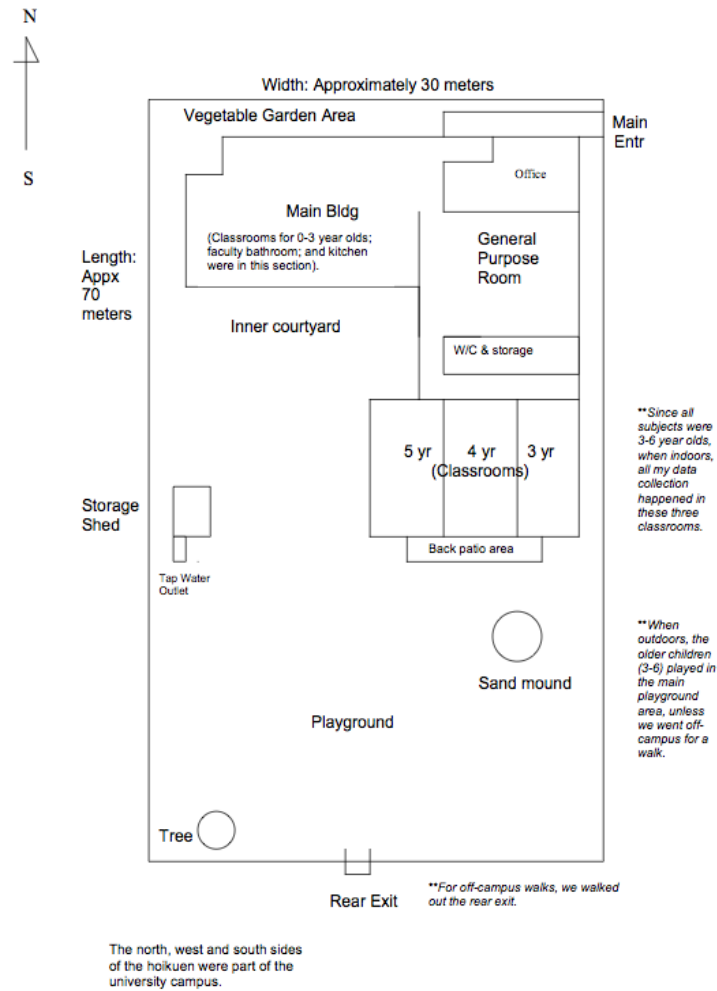 N
S
Width: Approximately 30 meters
Vegetable Garden Area
Main
Entr
Office
Main Bldg
(Classrooms for 0-3 year olds;
faculty bathroom; and kitchen
were in this section).
General
Purpose
Room
Length:
Appx
70
meters
Inner courtyard
W/C & storage
**Since all
subjects were
3-6 year olds,
when indoors,
all my data
collection
happened in
these three
classrooms.
5 yr 4 yr 3 yr
(Classrooms)
Storage
Shed
Back patio area
Tap Water
Outlet
**When
outdoors, the
older children
(3-6) played in
the main
playground
area, unless
we went off-
campus for a
walk.
Sand mound
Playground
Tree
Rear Exit
**For off-campus walks, we walked
out the rear exit.
The north, west and south sides
of the hoikuen were part of the
university campus.